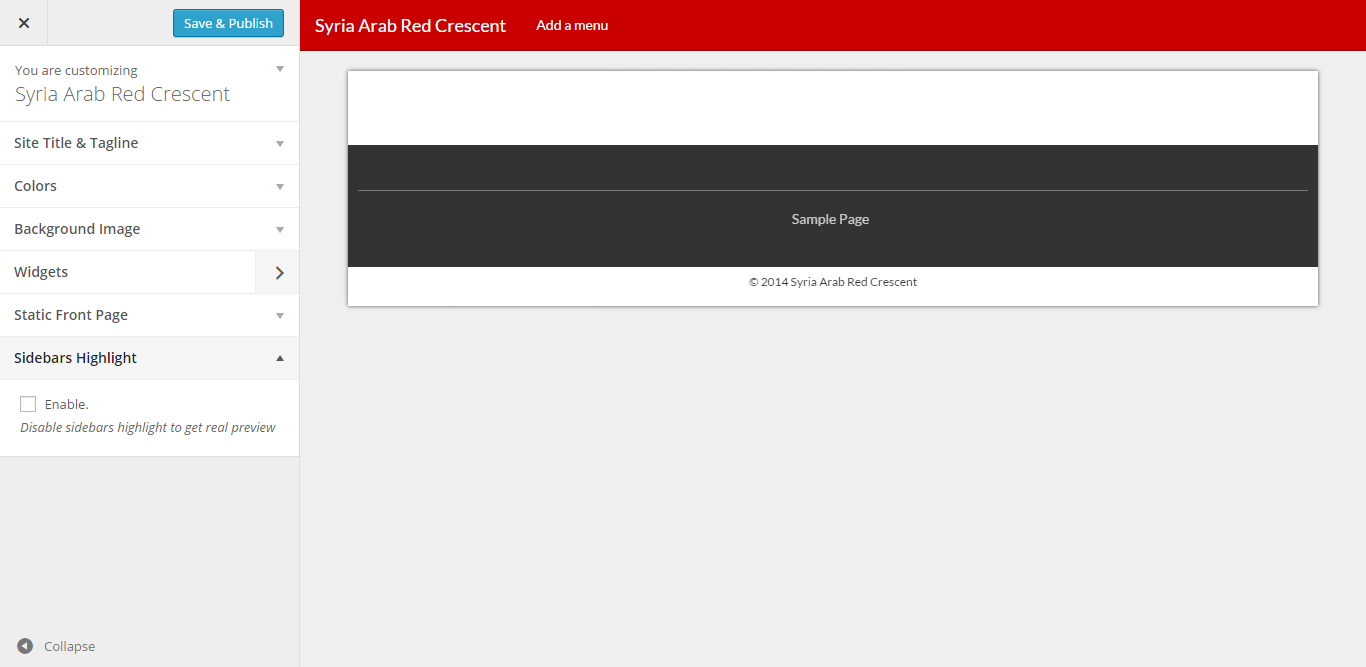 Save & Publish
You are customizing
Syria Arab Red Crescent
Site Title & Tagline
Colors
Background Image
Widgets
Static Front Page
Sidebars Highlight
Enable.
Disable sidebars highlight to get real preview
Collapse
Syria Arab Red Crescent
Add a menu
Sample Page
© 2014 Syria Arab Red Crescent